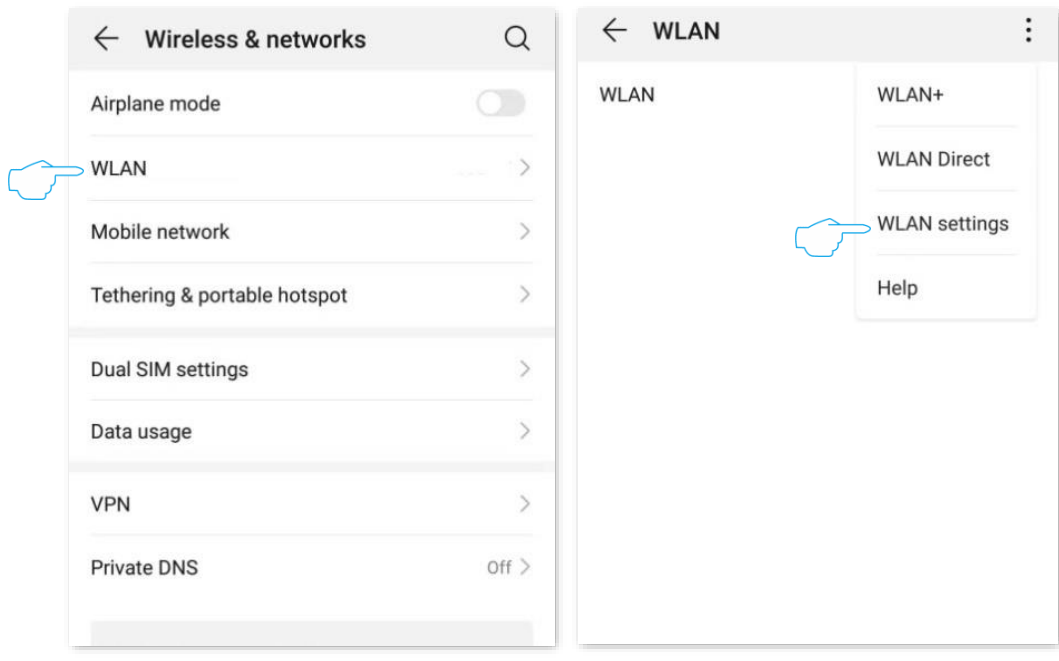 Wireless & networks
Airplane mode
WLAN
Mobile network
Tethering & portable hotspot
Dual SIM settings
Data usage
VPN
Private DNS
Off
WLAN
WLAN
WLAN+
WLAN Direct
WLAN settings
Help